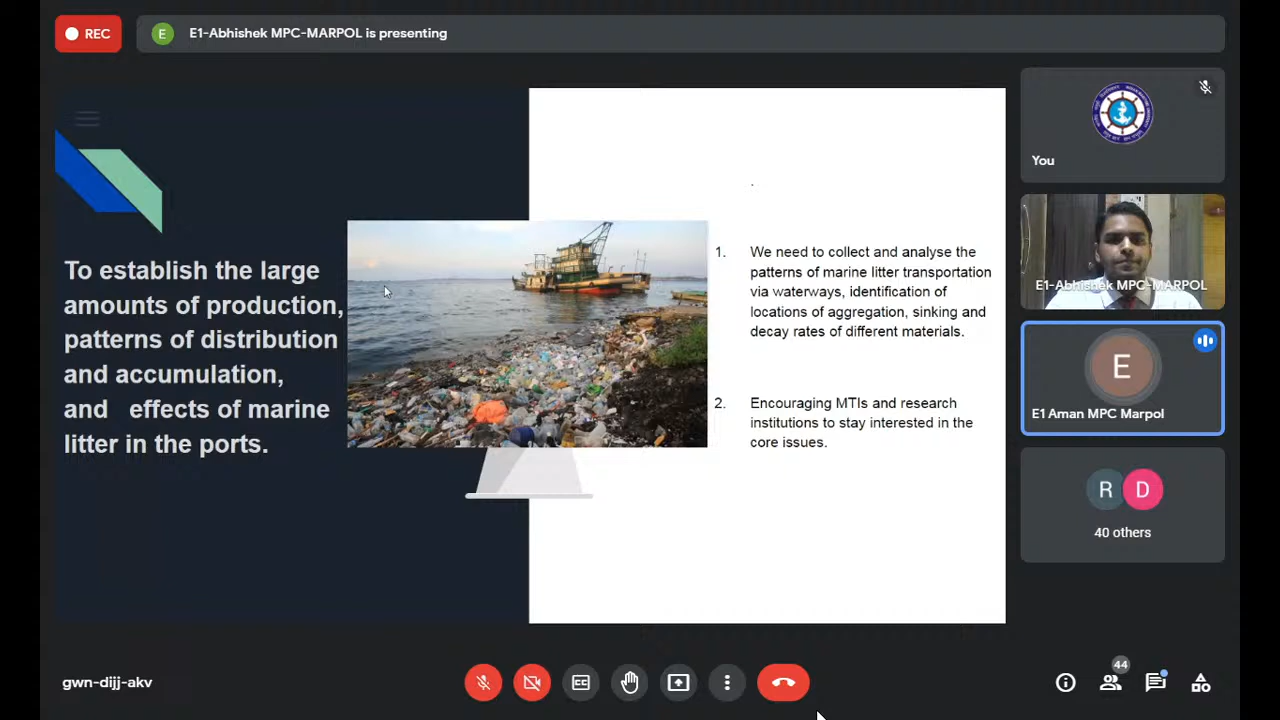 REC
E
E1-Abhishek MPC-MARPOL is presenting
To establish the large
amounts of production,
patterns of distribution
and accumulation,
and effects of marine
litter in the ports.
.
1. We need to collect and analyse the
patterns of marine litter transportation
via waterways, identification of
locations of aggregation, sinking and
decay rates of different materials.
2. Encouraging MTIs and research
institutions to stay interested in the
core issues.
You
E1-Abhishek MPC-MARPOL
E
E1 Aman MPC Marpol
R D
40 others
gwn-dijj-akv
CC
44